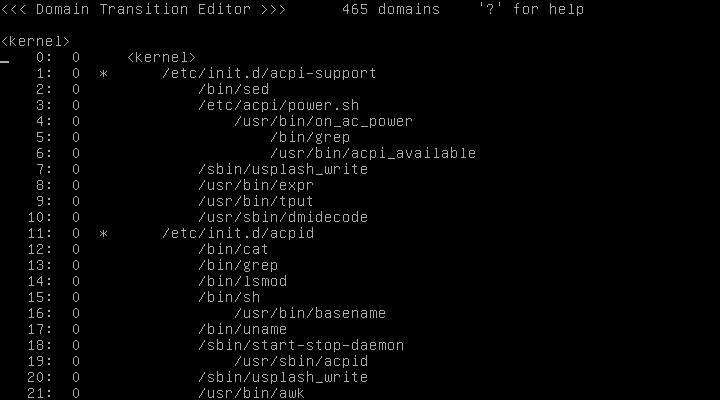 <<< Domain Transition Editor >>>      465 domains    '?' for help
<kernel>
0:  0     <kernel>
1:  0  *      /etc/init.d/acpi-support
2:  0             /bin/sed
3:  0             /etc/acpi/power.sh
4:  0                 /usr/bin/on_ac_power
5:  0                     /bin/grep
6:  0                     /usr/bin/acpi_available
7:  0             /sbin/usplash_write
8:  0             /usr/bin/expr
9:  0             /usr/bin/tput
10:  0             /usr/sbin/dmidecode
11:  0  *      /etc/init.d/acpid
12:  0             /bin/cat
13:  0             /bin/grep
14:  0             /bin/lsmod
15:  0             /bin/sh
16:  0                 /usr/bin/basename
17:  0             /bin/uname
18:  0             /sbin/start-stop-daemon
19:  0                 /usr/sbin/acpid
20:  0             /sbin/usplash_write
21:  0             /usr/bin/awk